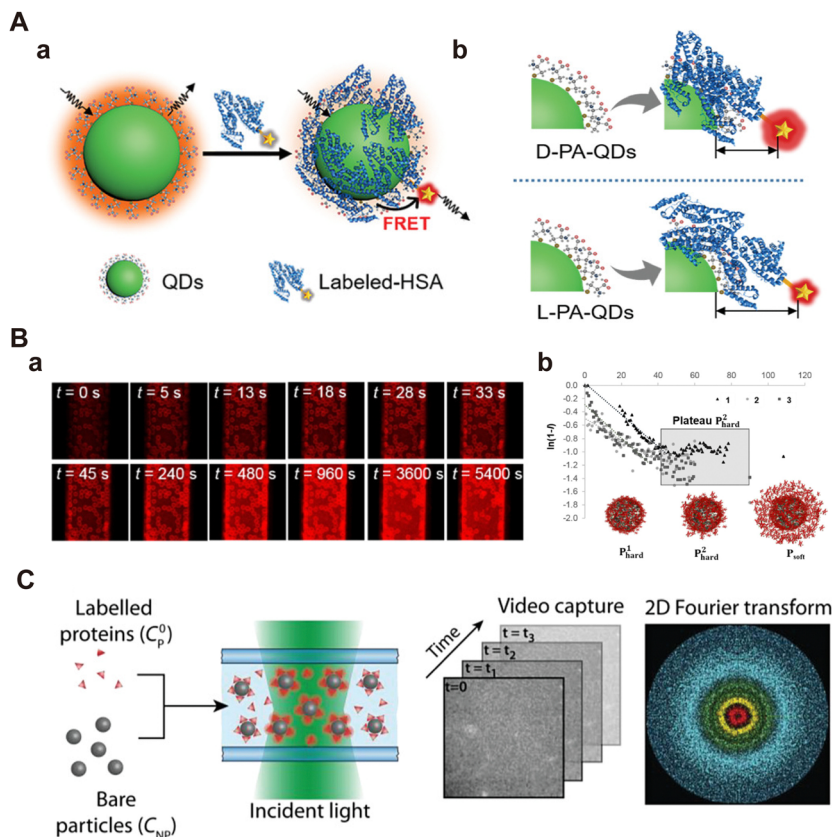 A
a
FRET
QDs
Labeled-HSA
b
D-PA-QDs
L-PA-QDs
B
a
t = 0 s
t = 5 s
t = 13 s
t = 18 s
t = 28 s
t = 33 s
t = 45 s
t = 240 s
t = 480 s
t = 960 s
t = 3600 s
t = 5400 s
b
0 20 40 60 80 100 120
0.0
-0.2
-0.4
-0.6
-0.8
-1.0
-1.2
-1.4
-1.6
-1.8
-2.0
ln(1-I)
1 2 3
Plateau P²hard
P¹hard
P²hard
Psoft
C
Labelled
proteins (C⁰P)
Bare
particles (CNP)
Incident light
Video capture
Time
t = t₃
t = t₂
t = t₁
t=0
2D Fourier transform